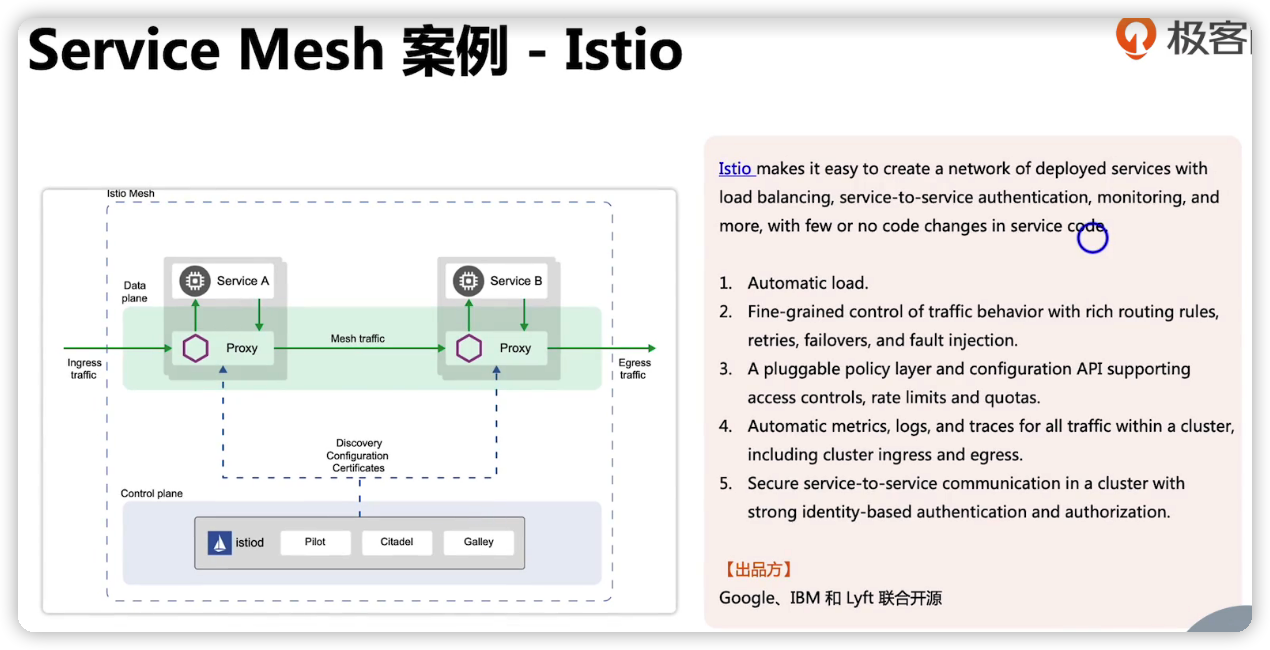 Service Mesh 案例 - Istio
极客
Istio Mesh
Data
plane
Service A
Service B
Proxy
Mesh traffic
Proxy
Ingress
traffic
Egress
traffic
Discovery
Configuration
Certificates
Control plane
istiod
Pilot
Citadel
Galley
Istio makes it easy to create a network of deployed services with
load balancing, service-to-service authentication, monitoring, and
more, with few or no code changes in service code.
1. Automatic load.
2. Fine-grained control of traffic behavior with rich routing rules,
retries, failovers, and fault injection.
3. A pluggable policy layer and configuration API supporting
access controls, rate limits and quotas.
4. Automatic metrics, logs, and traces for all traffic within a cluster,
including cluster ingress and egress.
5. Secure service-to-service communication in a cluster with
strong identity-based authentication and authorization.
【出品方】
Google、IBM 和 Lyft 联合开源